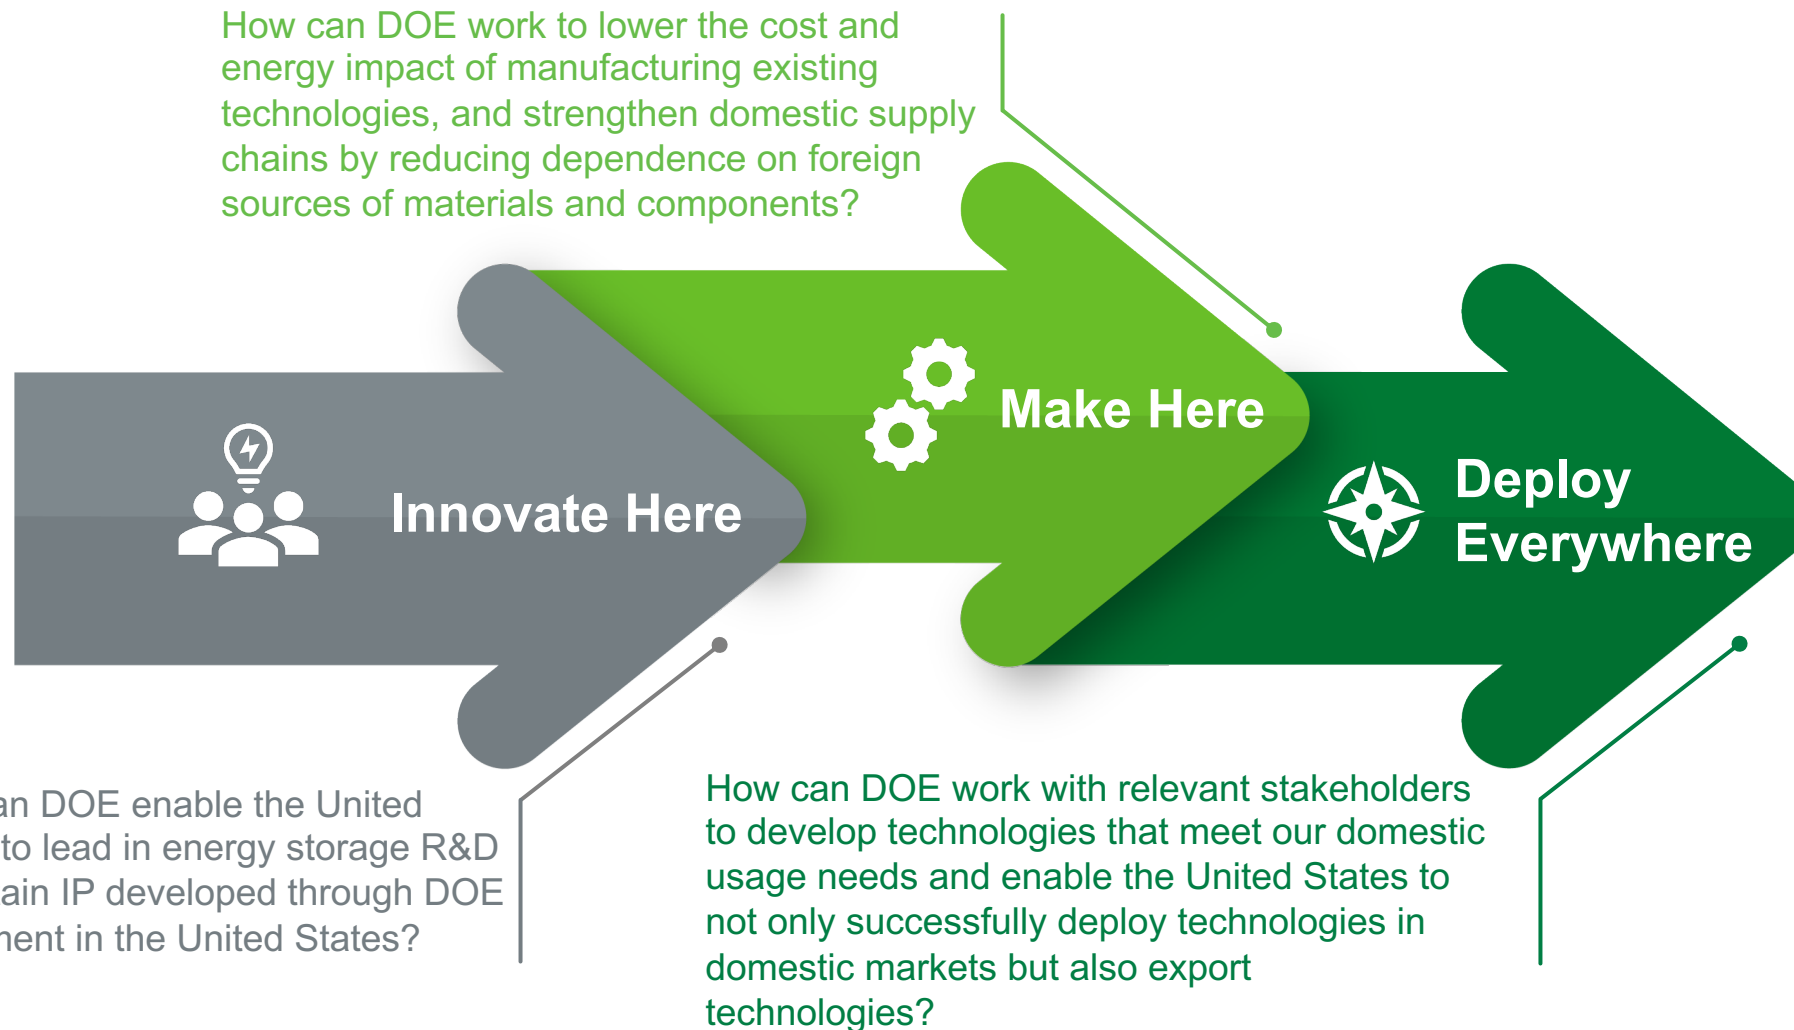 How can DOE work to lower the cost and
energy impact of manufacturing existing
technologies, and strengthen domestic supply
chains by reducing dependence on foreign
sources of materials and components?
Innovate Here
Make Here
Deploy
Everywhere
an DOE enable the United
to lead in energy storage R&D
ain IP developed through DOE
ment in the United States?
How can DOE work with relevant stakeholders
to develop technologies that meet our domestic
usage needs and enable the United States to
not only successfully deploy technologies in
domestic markets but also export
technologies?